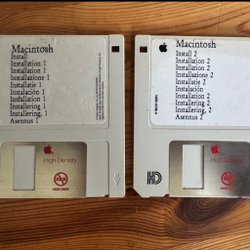 Macintosh
Install
Installation 1
Installation 1
Installazione 1
Installatie 1
Instalación 1
Installation 1
Installering 1
Installering, 1
Asennus 1
High Density
Macintosh
Install 2
Installation 2
Installation 2
Installazione 2
Installatie 2
Instalación 2
Installation 2
Installering, 2
Installering 2
Asennus 2
High Density
HD